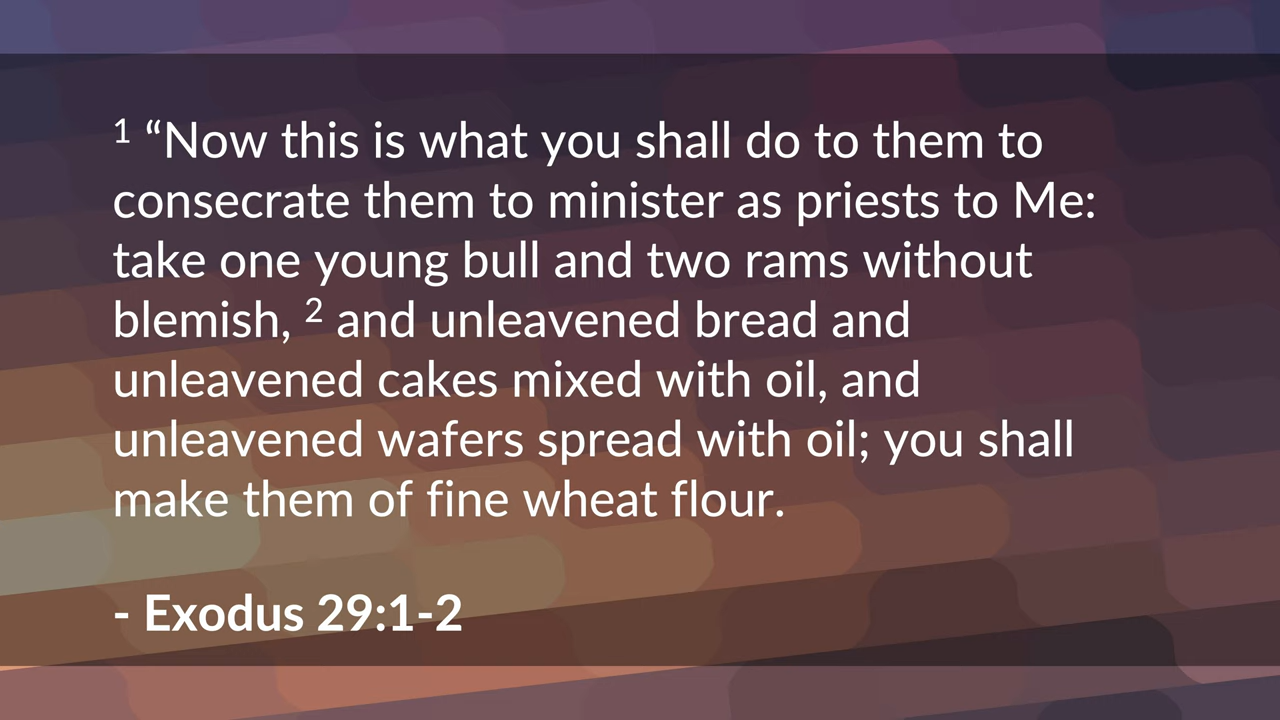 1 “Now this is what you shall do to them to
consecrate them to minister as priests to Me:
take one young bull and two rams without
blemish, 2 and unleavened bread and
unleavened cakes mixed with oil, and
unleavened wafers spread with oil; you shall
make them of fine wheat flour.
- Exodus 29:1-2